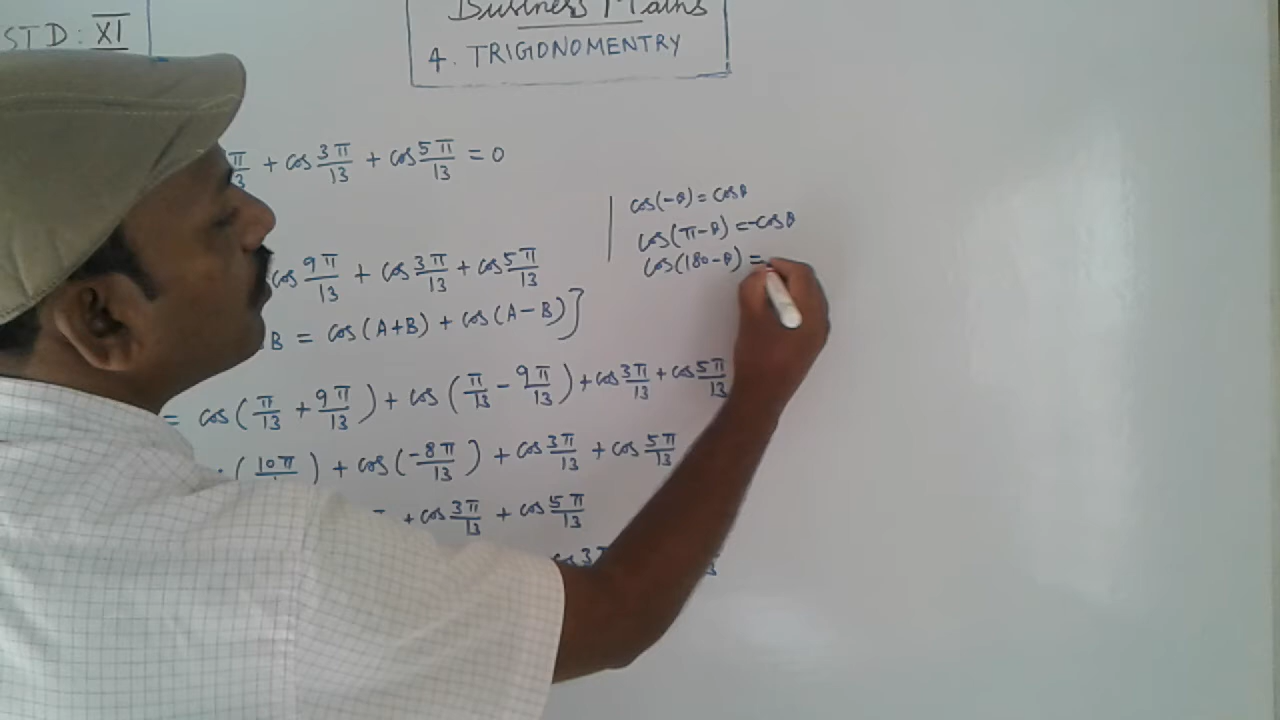 STD: XI
Business Maths
4. TRIGONOMENTRY
π/13 + cos 3π/13 + cos 5π/13 = 0
cos(-θ) = cosθ
cos(π-θ) = -cosθ
cos(180-θ) =
cos 9π/13 + cos 3π/13 + cos 5π/13
B = cos(A+B) + cos(A-B)]
= cos(π/13 + 9π/13) + cos(π/13 - 9π/13) + cos 3π/13 + cos 5π/13
(10π/) + cos(-8π/13) + cos 3π/13 + cos 5π/13
+ cos 3π/13 + cos 5π/13
cos 3